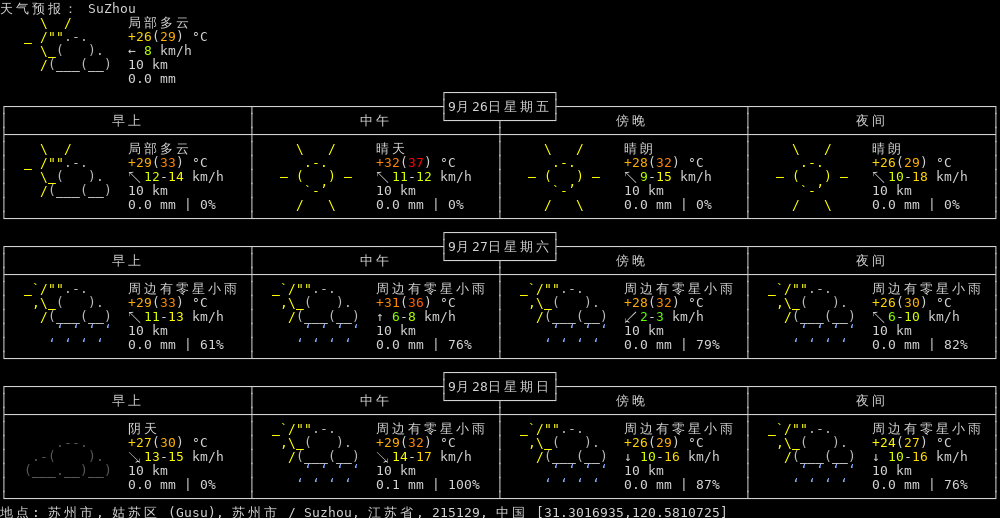 天气预报: SuZhou
局部多云
+26(29) °C
← 8 km/h
10 km
0.0 mm
9月26日星期五
早上 中午 傍晚 夜间
局部多云 晴天 晴朗 晴朗
+29(33) °C +32(37) °C +28(32) °C +26(29) °C
↖12-14 km/h ↖11-12 km/h ↖9-15 km/h ↖10-18 km/h
10 km 10 km 10 km 10 km
0.0 mm | 0% 0.0 mm | 0% 0.0 mm | 0% 0.0 mm | 0%
9月27日星期六
早上 中午 傍晚 夜间
周边有零星小雨 周边有零星小雨 周边有零星小雨 周边有零星小雨
+29(33) °C +31(36) °C +28(32) °C +26(30) °C
↖11-13 km/h ↑ 6-8 km/h ↙2-3 km/h ↖6-10 km/h
10 km 10 km 10 km 10 km
0.0 mm | 61% 0.0 mm | 76% 0.0 mm | 79% 0.0 mm | 82%
9月28日星期日
早上 中午 傍晚 夜间
阴天 周边有零星小雨 周边有零星小雨 周边有零星小雨
+27(30) °C +29(32) °C +26(29) °C +24(27) °C
↘13-15 km/h ↘14-17 km/h ↓ 10-16 km/h ↓ 10-16 km/h
10 km 10 km 10 km 10 km
0.0 mm | 0% 0.1 mm | 100% 0.0 mm | 87% 0.0 mm | 76%
地点: 苏州市, 姑苏区 (Gusu), 苏州市 / Suzhou, 江苏省, 215129, 中国 [31.3016935,120.5810725]